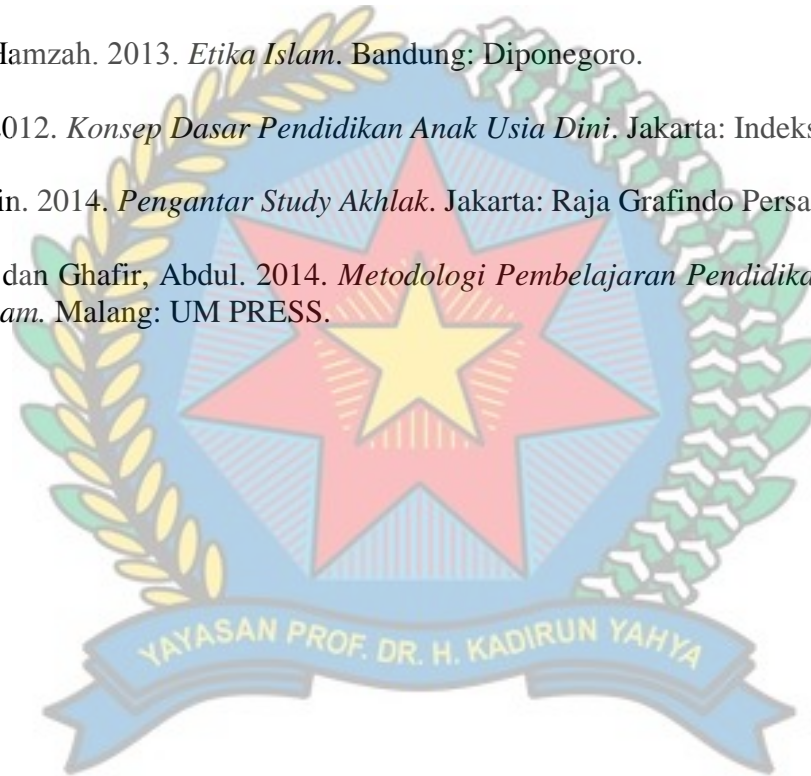 Hamzah. 2013. Etika Islam. Bandung: Diponegoro.
2012. Konsep Dasar Pendidikan Anak Usia Dini. Jakarta: Indeks
in. 2014. Pengantar Study Akhlak. Jakarta: Raja Grafindo Persa
dan Ghafir, Abdul. 2014. Metodologi Pembelajaran Pendidika
am. Malang: UM PRESS.
YAYASAN PROF. DR. H. KADIRUN YAHYA